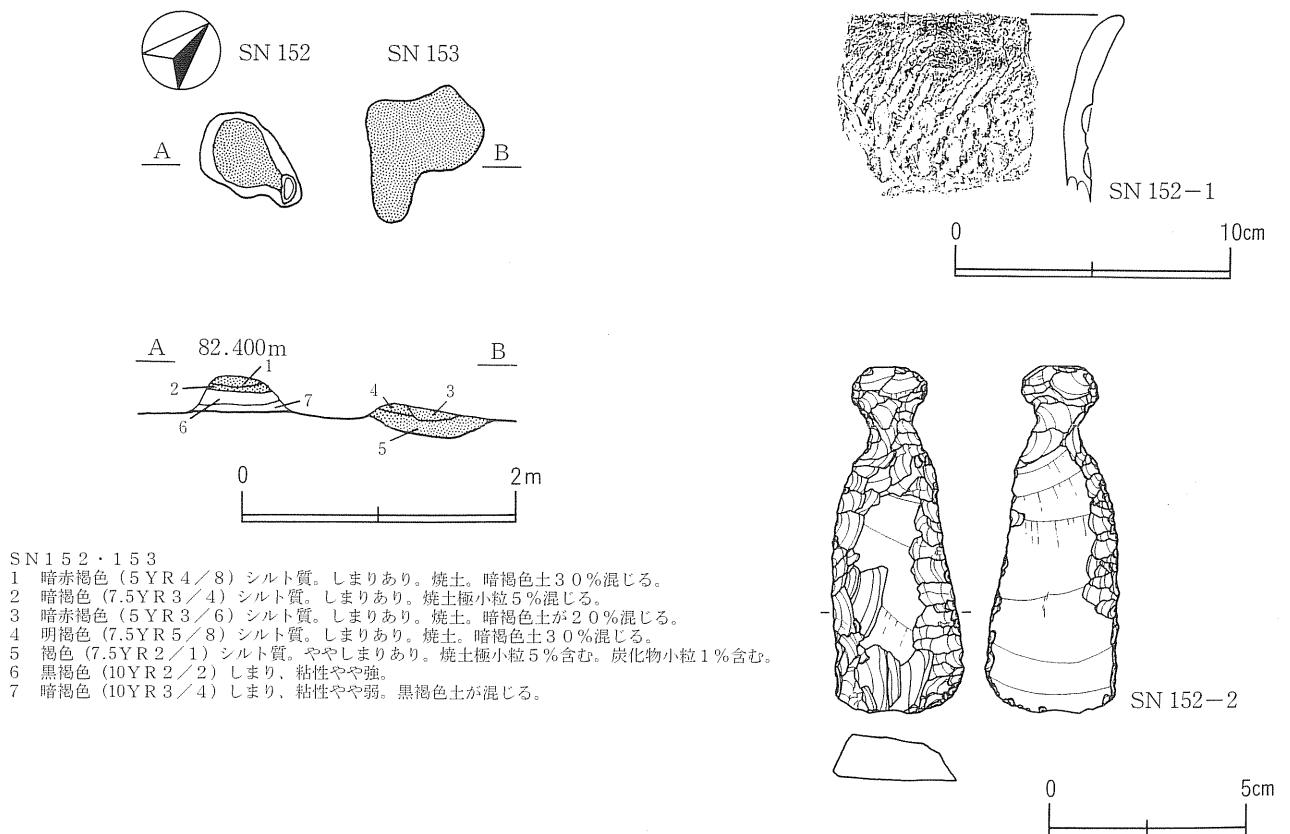 SN 152
SN 153
A
B
A 82.400m B
1
2
3
4
5
6
7
0 2m
SN152・153
1 暗赤褐色(5YR4/8)シルト質。しまりあり。焼土。暗褐色土30%混じる。
2 暗褐色(7.5YR3/4)シルト質。しまりあり。焼土極小粒5%混じる。
3 暗赤褐色(5YR3/6)シルト質。しまりあり。焼土。暗褐色土が20%混じる。
4 明褐色(7.5YR5/8)シルト質。しまりあり。焼土。暗褐色土30%混じる。
5 褐色(7.5YR2/1)シルト質。ややしまりあり。焼土極小粒5%含む。炭化物小粒1%含む。
6 黒褐色(10YR2/2)しまり、粘性やや強。
7 暗褐色(10YR3/4)しまり、粘性やや弱。黒褐色土が混じる。
SN 152-1
0 10cm
SN 152-2
0 5cm